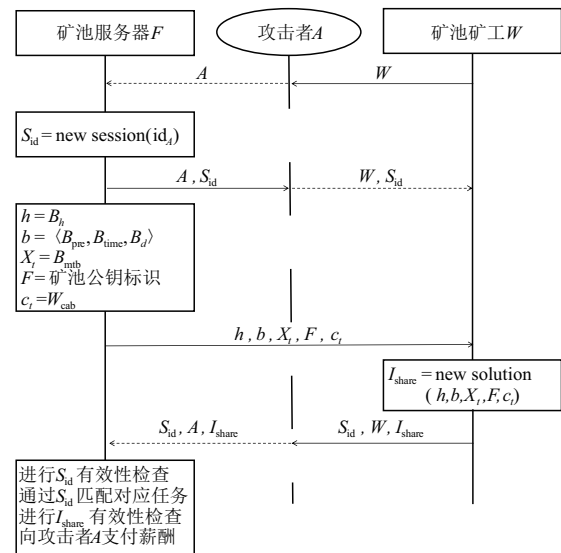 矿池服务器F
攻击者A
矿池矿工W
A
W
S_id = new session(id_A)
A , S_id
W, S_id
h = B_h
b = ⟨B_pre, B_time, B_d⟩
X_t = B_mtb
F = 矿池公钥标识
c_t = W_cab
h, b, X_t, F, c_t
I_share = new solution
( h,b,X_t,F,c_t)
S_id, A, I_share
S_id, W, I_share
进行S_id有效性检查
通过S_id匹配对应任务
进行I_share有效性检查
向攻击者A支付薪酬